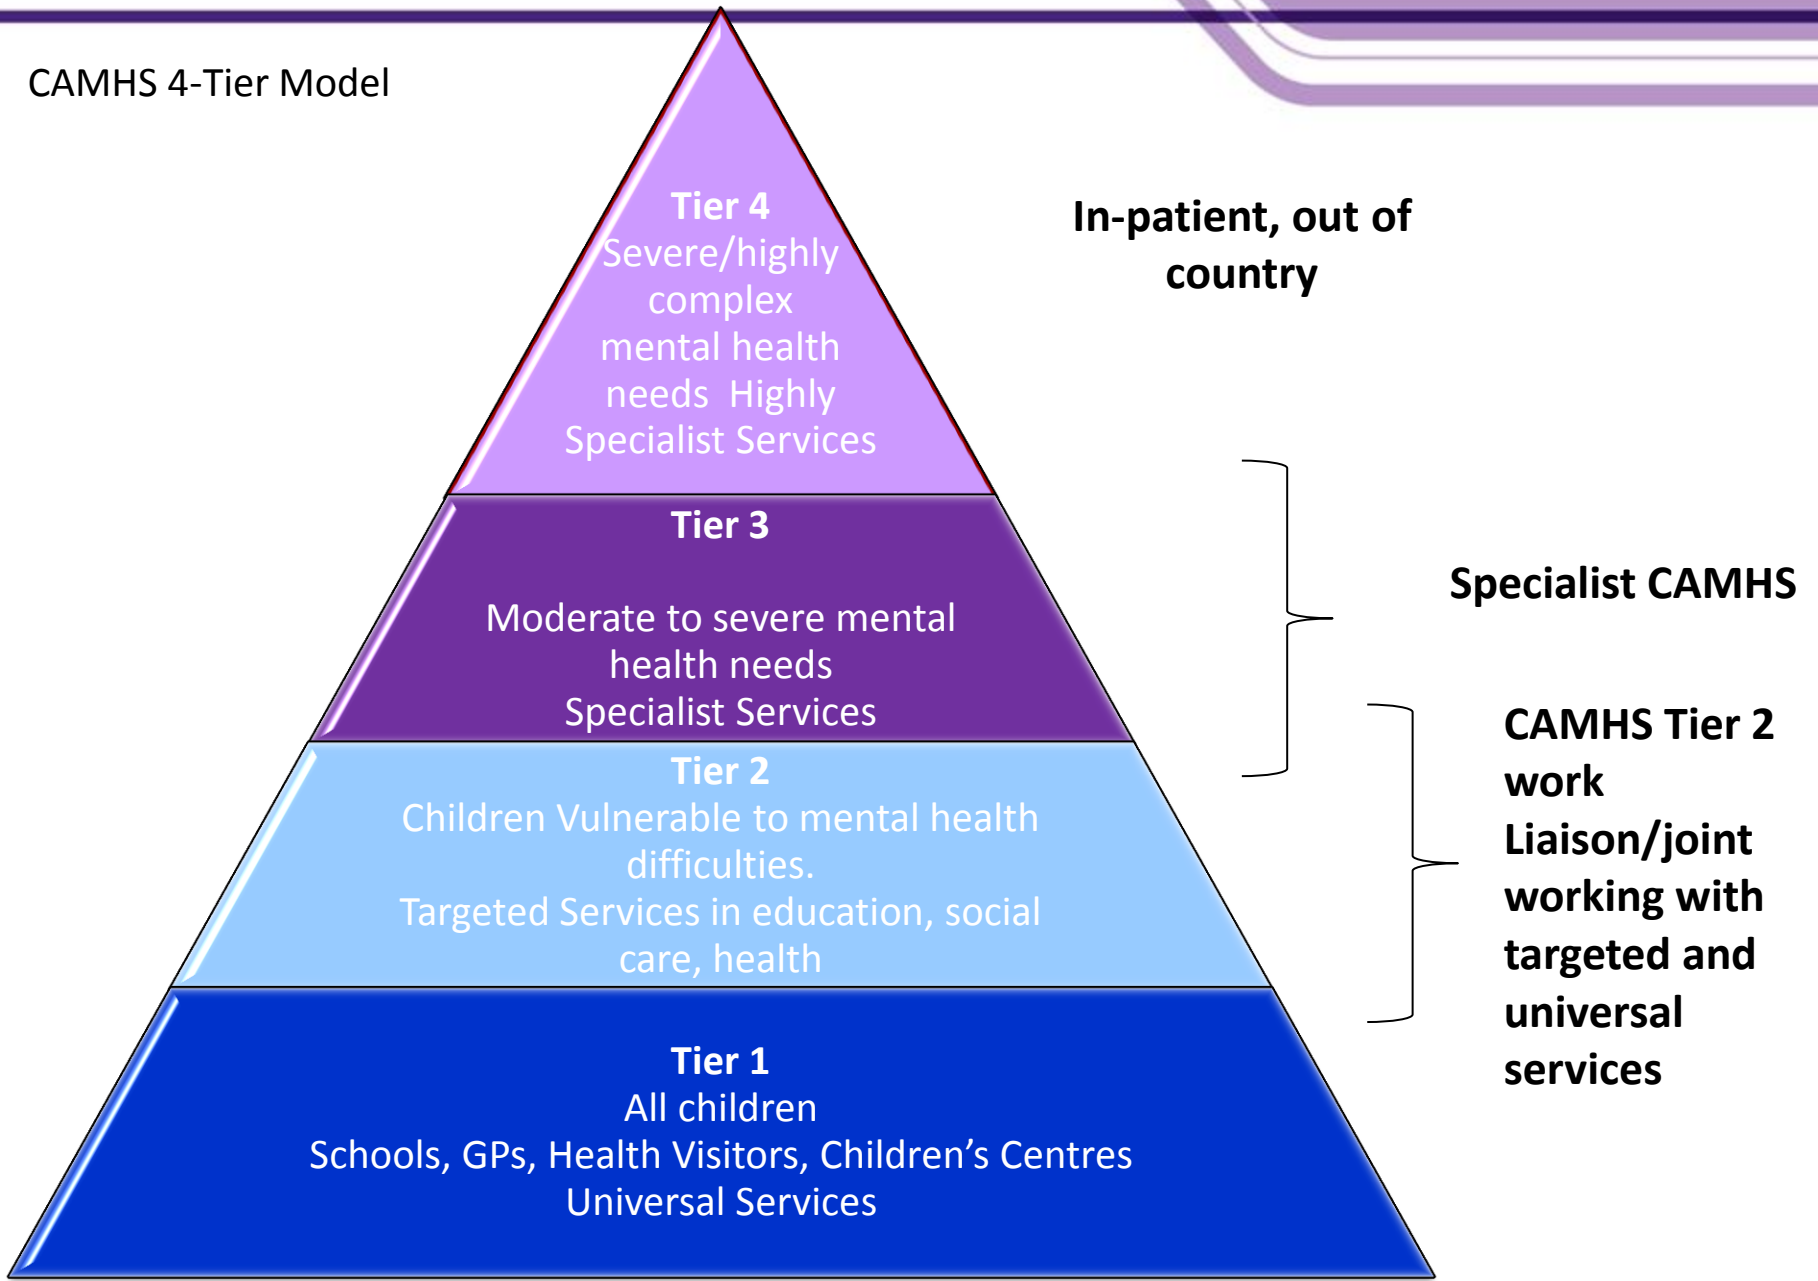 CAMHS 4-Tier Model
Tier 4
Severe/highly
complex
mental health
needs  Highly
Specialist Services
In-patient, out of
country
Tier 3
Moderate to severe mental
health needs
Specialist Services
Specialist CAMHS
Tier 2
Children Vulnerable to mental health
difficulties.
Targeted Services in education, social
care, health
CAMHS Tier 2
work
Liaison/joint
working with
targeted and
universal
services
Tier 1
All children
Schools, GPs, Health Visitors, Children’s Centres
Universal Services